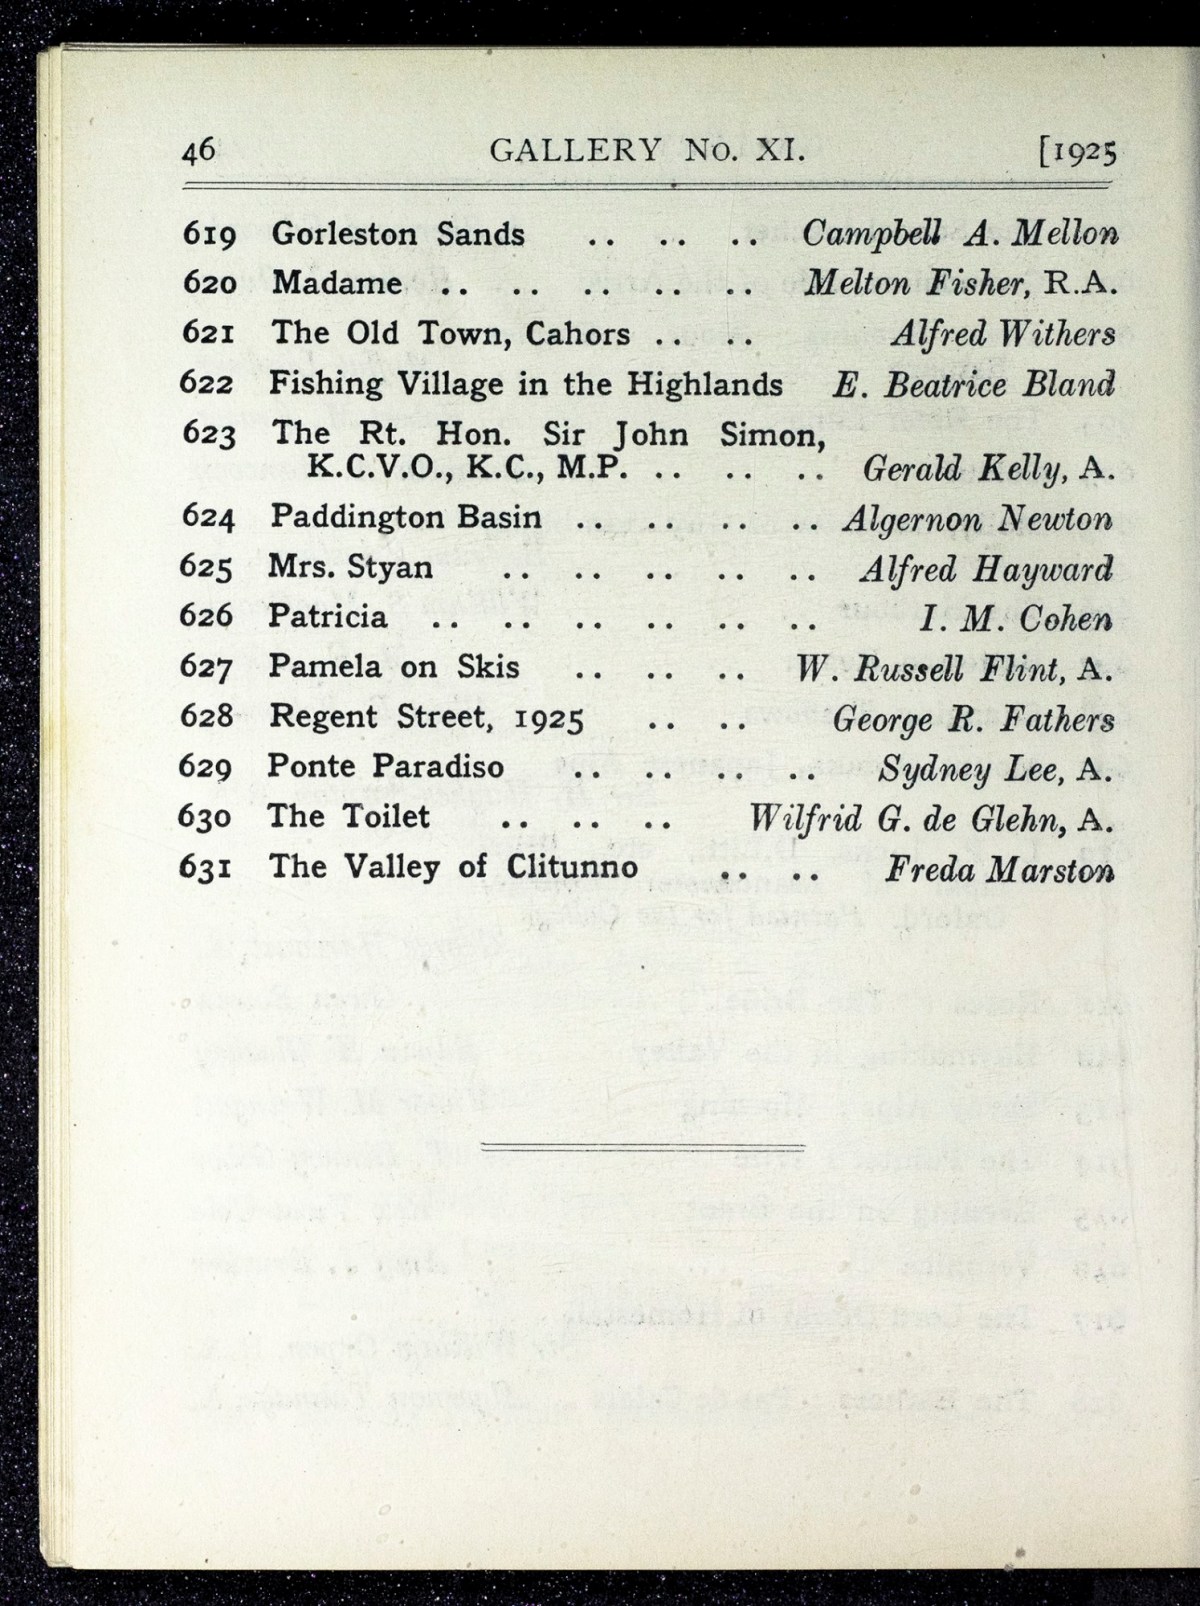 46 GALLERY No. XI. [1925
619 Gorleston Sands .. .. .. Campbell A. Mellon
620 Madame .. .. .. .. .. Melton Fisher, R.A.
621 The Old Town, Cahors .. .. Alfred Withers
622 Fishing Village in the Highlands E. Beatrice Bland
623 The Rt. Hon. Sir John Simon,
K.C.V.O., K.C., M.P. .. .. .. Gerald Kelly, A.
624 Paddington Basin .. .. .. .. Algernon Newton
625 Mrs. Styan .. .. .. .. .. Alfred Hayward
626 Patricia .. .. .. .. .. .. I. M. Cohen
627 Pamela on Skis .. .. .. W. Russell Flint, A.
628 Regent Street, 1925 .. .. George R. Fathers
629 Ponte Paradiso .. .. .. .. Sydney Lee, A.
630 The Toilet .. .. .. Wilfrid G. de Glehn, A.
631 The Valley of Clitunno .. .. Freda Marston